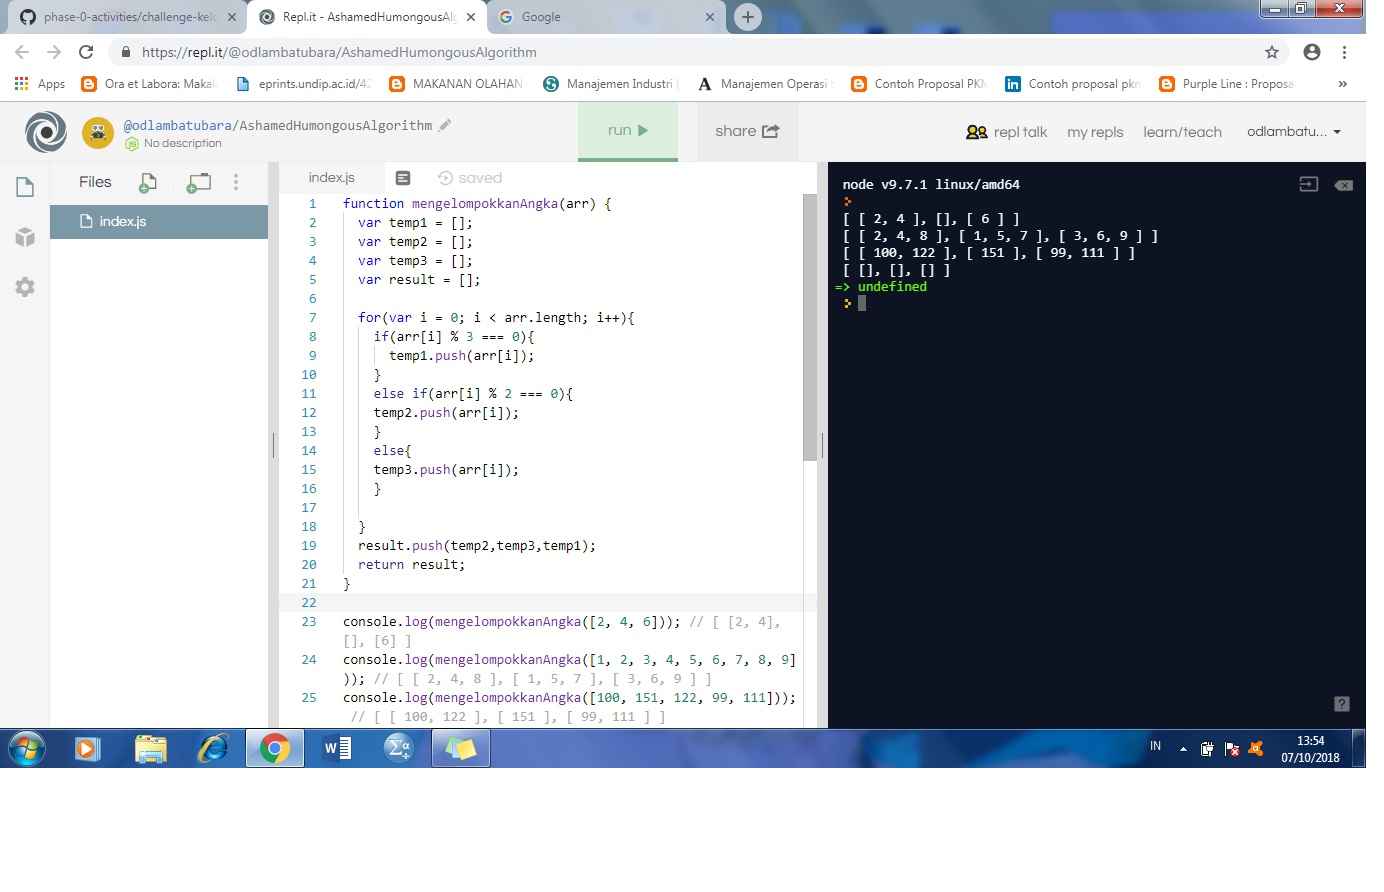 phase-0-activities/challenge-kelo
Repl.it - AshamedHumongousAlg
Google
https://repl.it/@odlambatubara/AshamedHumongousAlgorithm
Apps
Ora et Labora: Makal
eprints.undip.ac.id/42
MAKANAN OLAHAN
Manajemen Industri
Manajemen Operasi
Contoh Proposal PKM
in
Contoh proposal pkm
Purple Line : Proposa
»
@odlambatubara/AshamedHumongousAlgorithm
No description
run
share
repl talk
my repls
learn/teach
odlambatu...
Files
index.js
index.js
saved
1 function mengelompokkanAngka(arr) {
2 var temp1 = [];
3 var temp2 = [];
4 var temp3 = [];
5 var result = [];
6
7 for(var i = 0; i < arr.length; i++){
8 if(arr[i] % 3 === 0){
9 temp1.push(arr[i]);
10 }
11 else if(arr[i] % 2 === 0){
12 temp2.push(arr[i]);
13 }
14 else{
15 temp3.push(arr[i]);
16 }
17
18 }
19 result.push(temp2,temp3,temp1);
20 return result;
21 }
22
23 console.log(mengelompokkanAngka([2, 4, 6])); // [ [2, 4],
[], [6] ]
24 console.log(mengelompokkanAngka([1, 2, 3, 4, 5, 6, 7, 8, 9]
)); // [ [ 2, 4, 8 ], [ 1, 5, 7 ], [ 3, 6, 9 ] ]
25 console.log(mengelompokkanAngka([100, 151, 122, 99, 111]));
// [ [ 100, 122 ], [ 151 ], [ 99, 111 ] ]
node v9.7.1 linux/amd64
[ [ 2, 4 ], [], [ 6 ] ]
[ [ 2, 4, 8 ], [ 1, 5, 7 ], [ 3, 6, 9 ] ]
[ [ 100, 122 ], [ 151 ], [ 99, 111 ] ]
[ [], [], [] ]
=> undefined
?
IN
13:54
07/10/2018